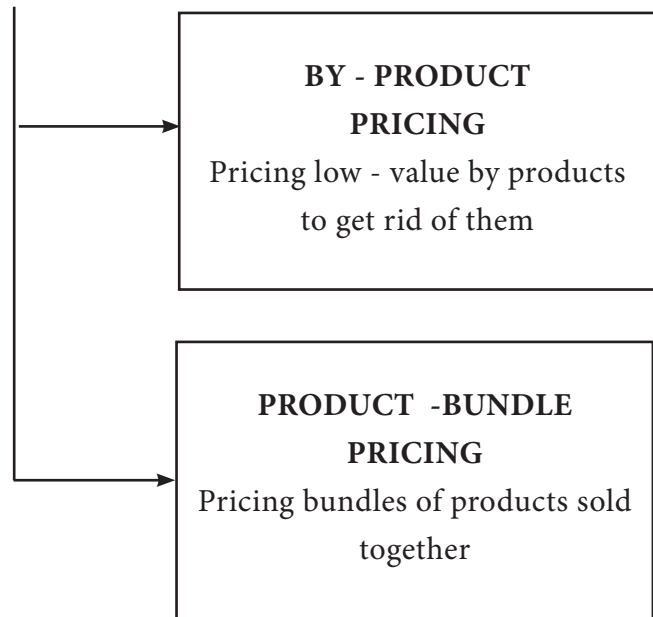 BY - PRODUCT
PRICING
Pricing low - value by products
to get rid of them
PRODUCT -BUNDLE
PRICING
Pricing bundles of products sold
together